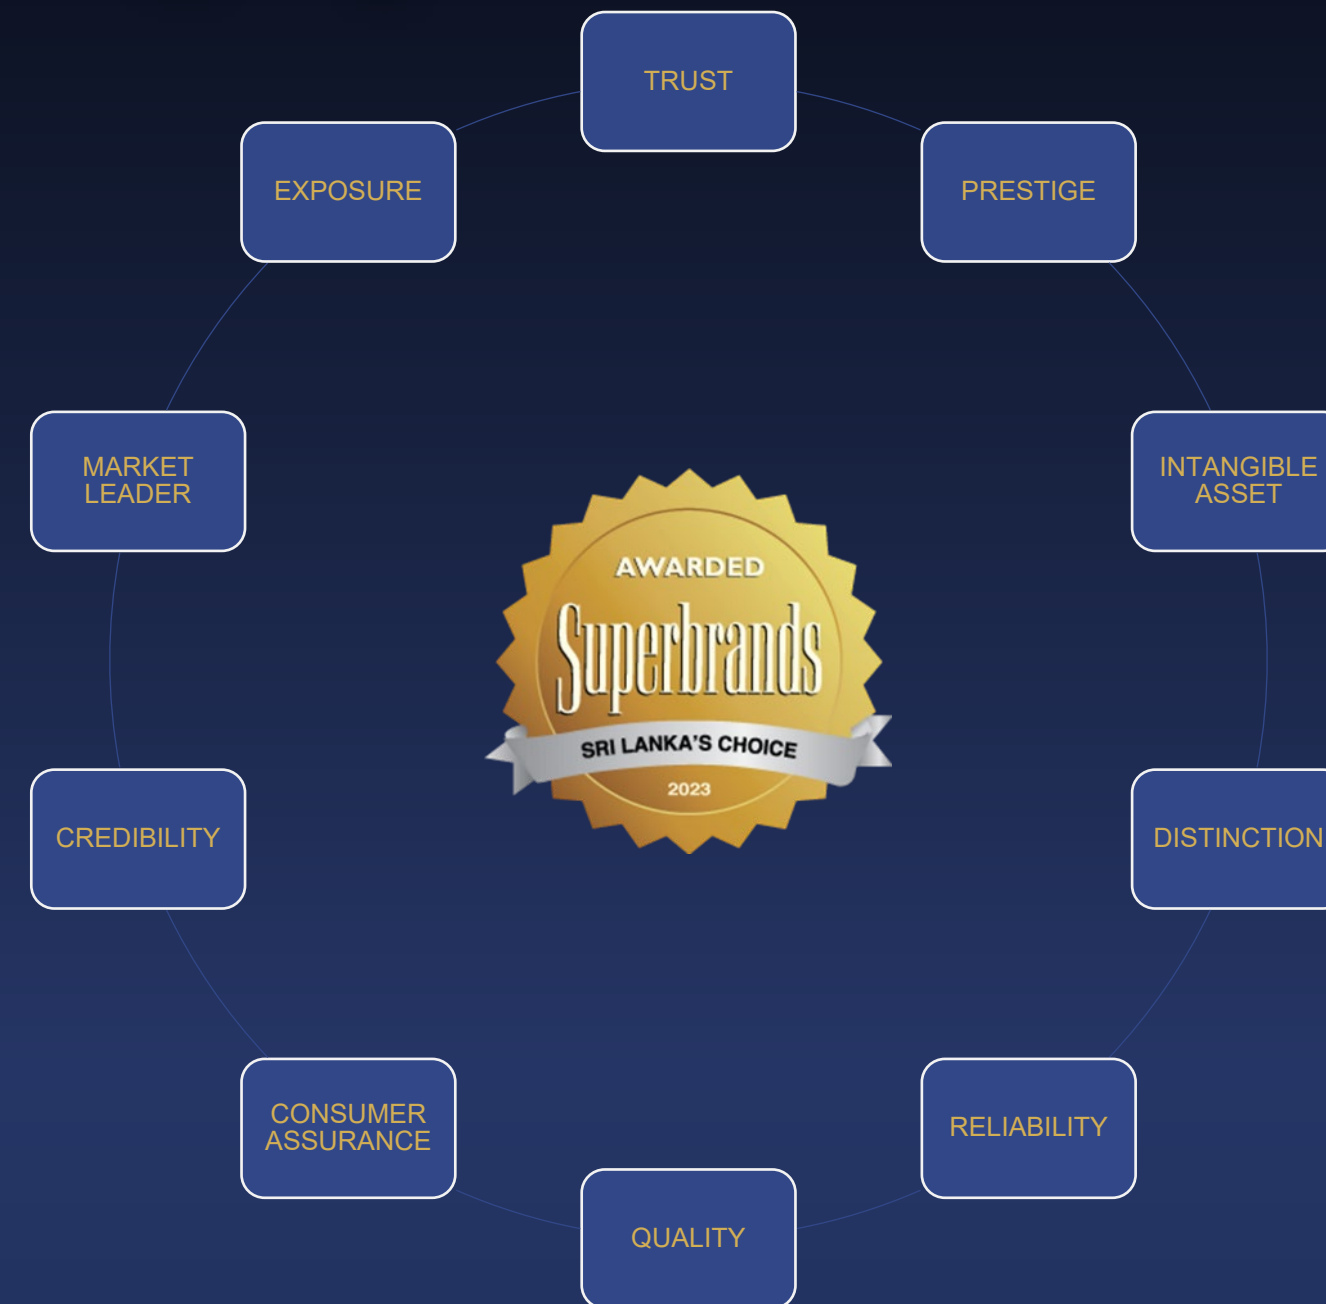 TRUST
EXPOSURE
PRESTIGE
MARKET
LEADER
INTANGIBLE
ASSET
AWARDED
Superbrands
SRI LANKA'S CHOICE
2023
CREDIBILITY
DISTINCTION
CONSUMER
ASSURANCE
RELIABILITY
QUALITY